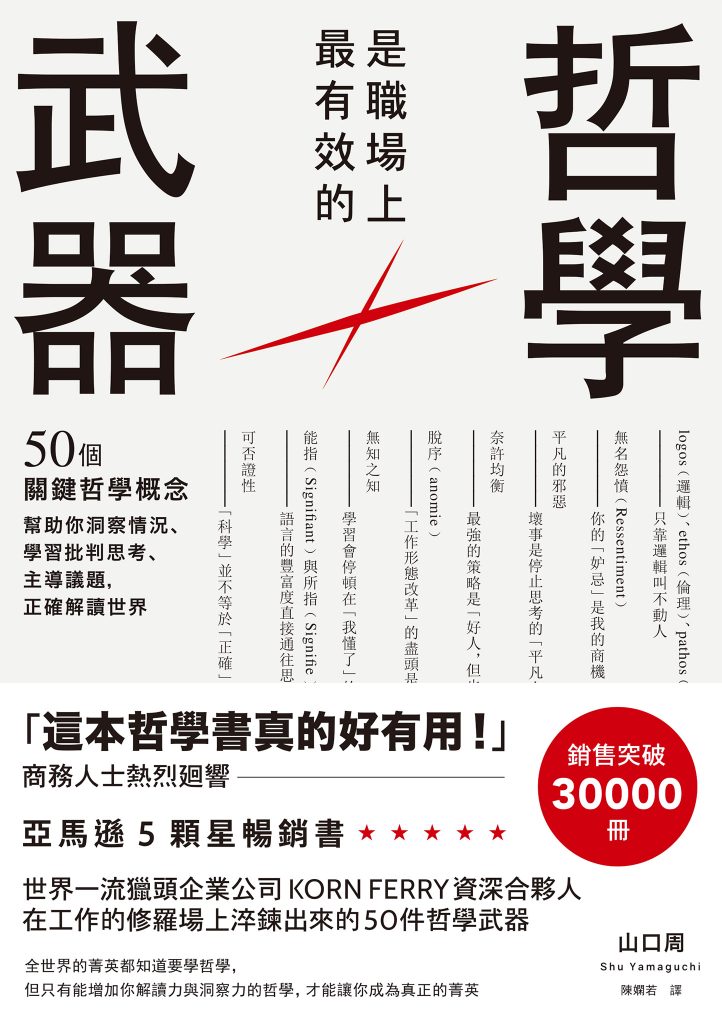 哲學
是職場上
最有效的
武器
50個
關鍵哲學概念
幫助你洞察情況、
學習批判思考、
主導議題，
正確解讀世界
logos（邏輯）、ethos（倫理）、pathos（
只靠邏輯叫不動人
無名怨憤（Ressentiment）
你的「妒忌」是我的商機
平凡的邪惡
壞事是停止思考的「平凡
奈許均衡
最強的策略是「好人，但
脫序（anomie）
「工作形態改革」的盡頭是
無知之知
學習會停頓在「我懂了」
能指（Signifiant）與所指（Signifie
語言的豐富度直接通往思
可否證性
「科學」並不等於「正確」
「這本哲學書真的好有用！」
商務人士熱烈迴響
亞馬遜5顆星暢銷書★★★★★
銷售突破
30000
冊
世界一流獵頭企業公司KORN FERRY資深合夥人
在工作的修羅場上淬鍊出來的50件哲學武器
全世界的菁英都知道要學哲學，
但只有能增加你解讀力與洞察力的哲學，才能讓你成為真正的菁英
山口周
Shu Yamaguchi
陳嫻若 譯